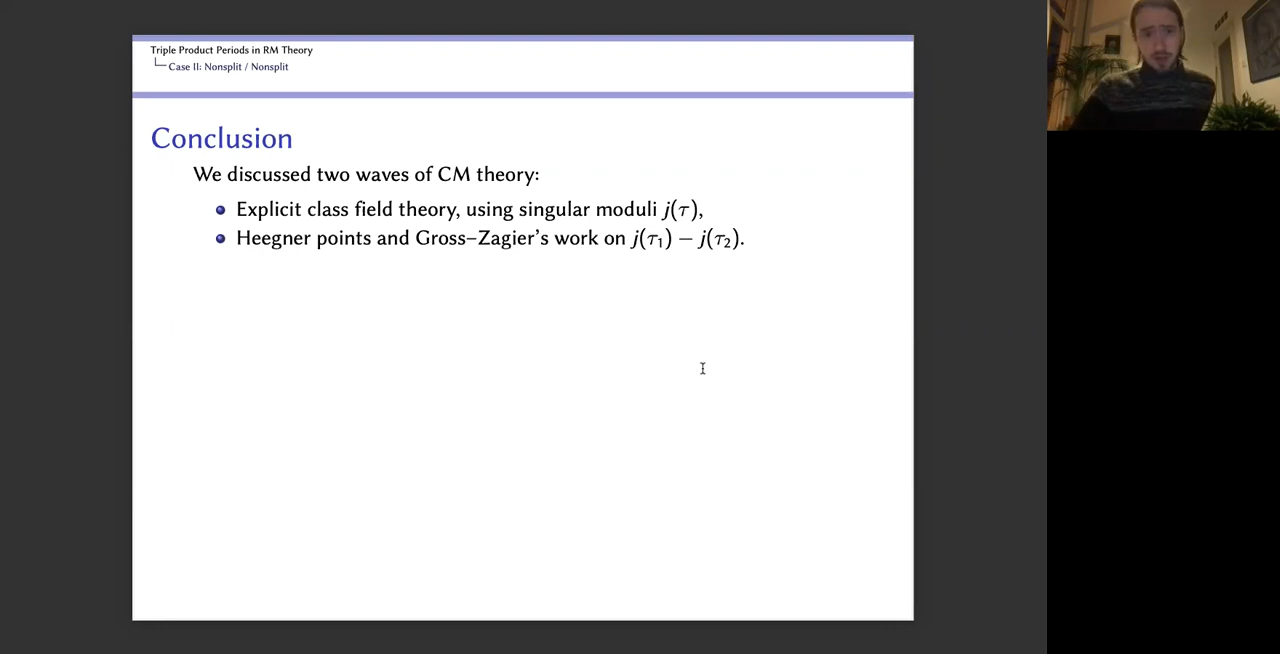 Triple Product Periods in RM Theory
Case II: Nonsplit / Nonsplit
Conclusion
We discussed two waves of CM theory:
Explicit class field theory, using singular moduli j(τ),
Heegner points and Gross–Zagier's work on j(τ₁) − j(τ₂).